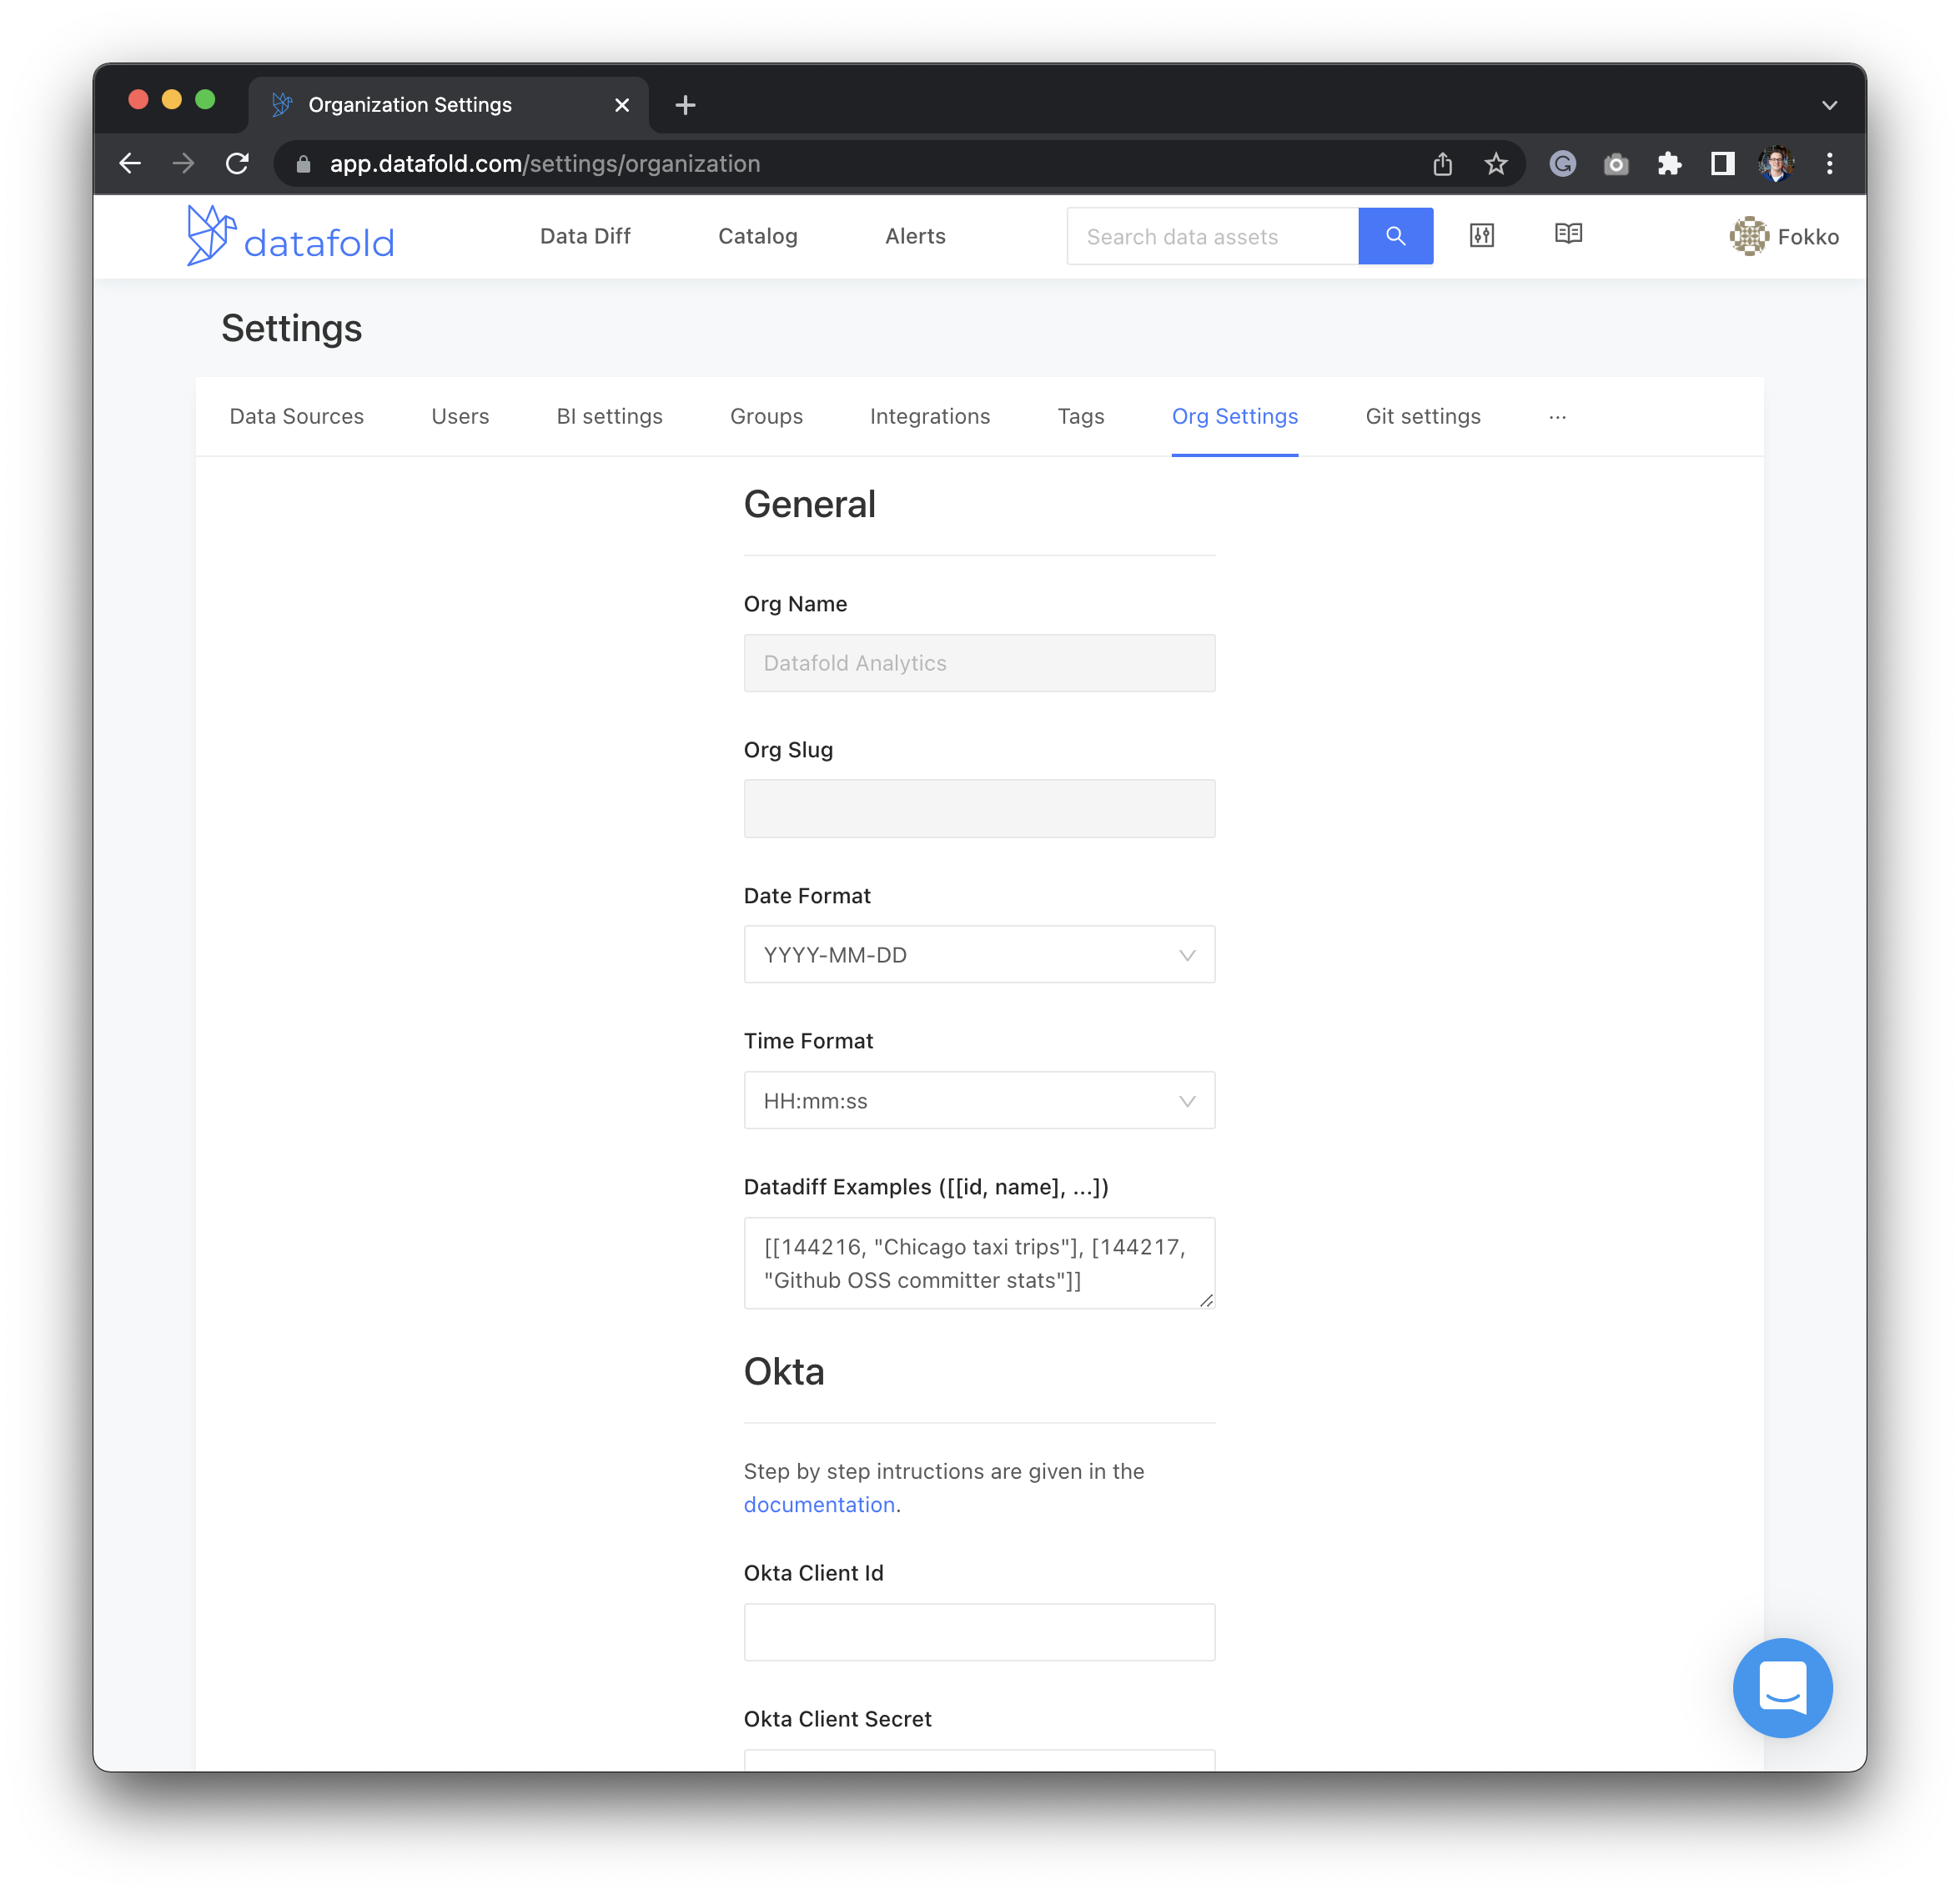 Organization Settings
app.datafold.com/settings/organization
datafold
Data Diff
Catalog
Alerts
Search data assets
Fokko
Settings
Data Sources
Users
BI settings
Groups
Integrations
Tags
Org Settings
Git settings
...
General
Org Name
Datafold Analytics
Org Slug
Date Format
YYYY-MM-DD
Time Format
HH:mm:ss
Datadiff Examples ([[id, name], ...])
[[144216, "Chicago taxi trips"], [144217,
"Github OSS committer stats"]]
Okta
Step by step intructions are given in the
documentation.
Okta Client Id
Okta Client Secret